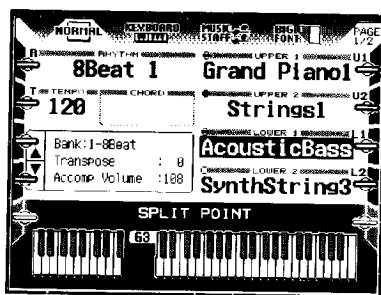 NORMAL KEYBOARD MUSIC STAFF BIG FONT PAGE 1/2
R RHYTHM UPPER 1 U1
8Beat 1 Grand Piano1
T TEMPO CHORD UPPER 2 U2
120 Strings1
LOWER 1 L1
Bank:1-8Beat AcousticBass
Transpose : 0
LOWER 2 L2
Accomp Volume :108 SynthString3
SPLIT POINT
G3